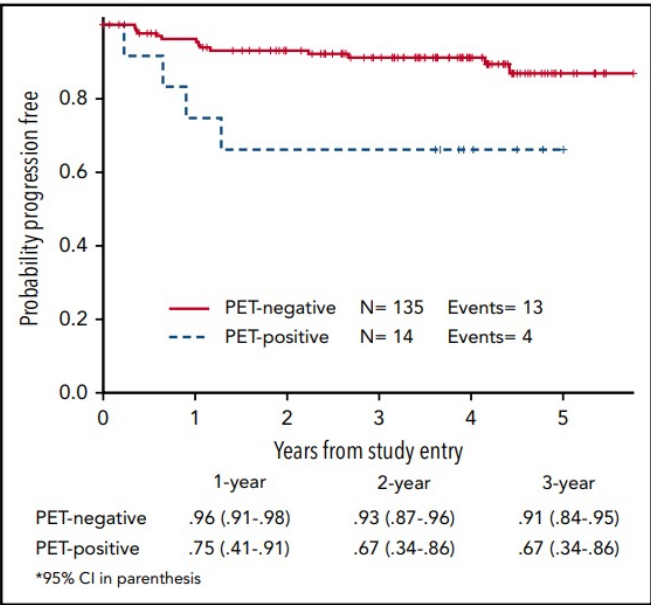 Probability progression free
0.8
0.6
0.4
0.2
0.0
PET-negative N= 135 Events= 13
PET-positive N= 14 Events= 4
0 1 2 3 4 5
Years from study entry
1-year 2-year 3-year
PET-negative .96 (.91-.98) .93 (.87-.96) .91 (.84-.95)
PET-positive .75 (.41-.91) .67 (.34-.86) .67 (.34-.86)
*95% CI in parenthesis